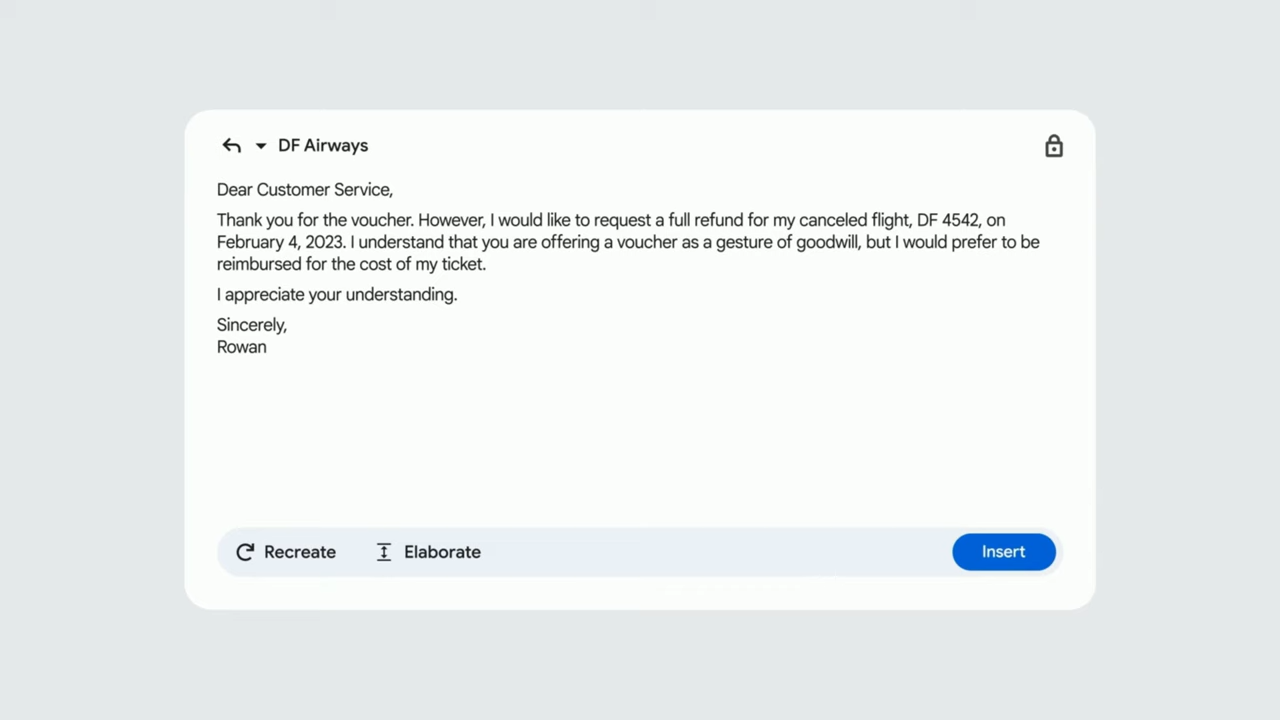 DF Airways
Dear Customer Service,
Thank you for the voucher. However, I would like to request a full refund for my canceled flight, DF 4542, on
February 4, 2023. I understand that you are offering a voucher as a gesture of goodwill, but I would prefer to be
reimbursed for the cost of my ticket.
I appreciate your understanding.
Sincerely,
Rowan
Recreate
Elaborate
Insert